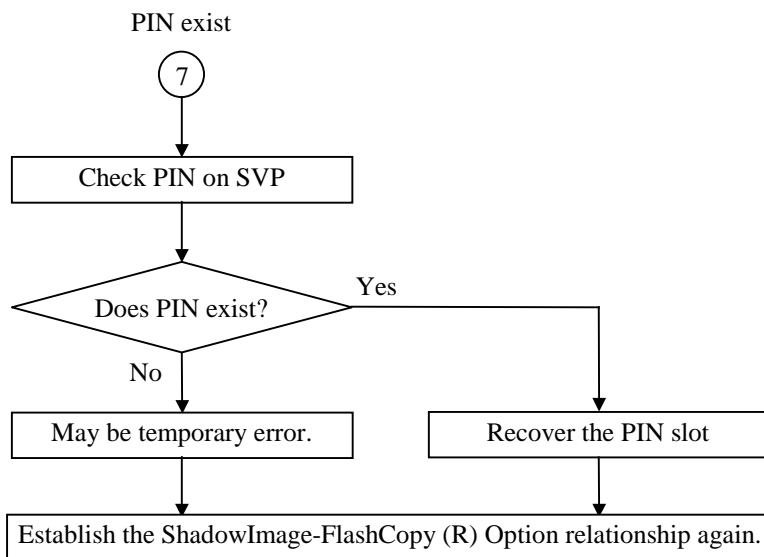 PIN exist
7
Check PIN on SVP
Does PIN exist?
Yes
No
May be temporary error.
Recover the PIN slot
Establish the ShadowImage-FlashCopy (R) Option relationship again.